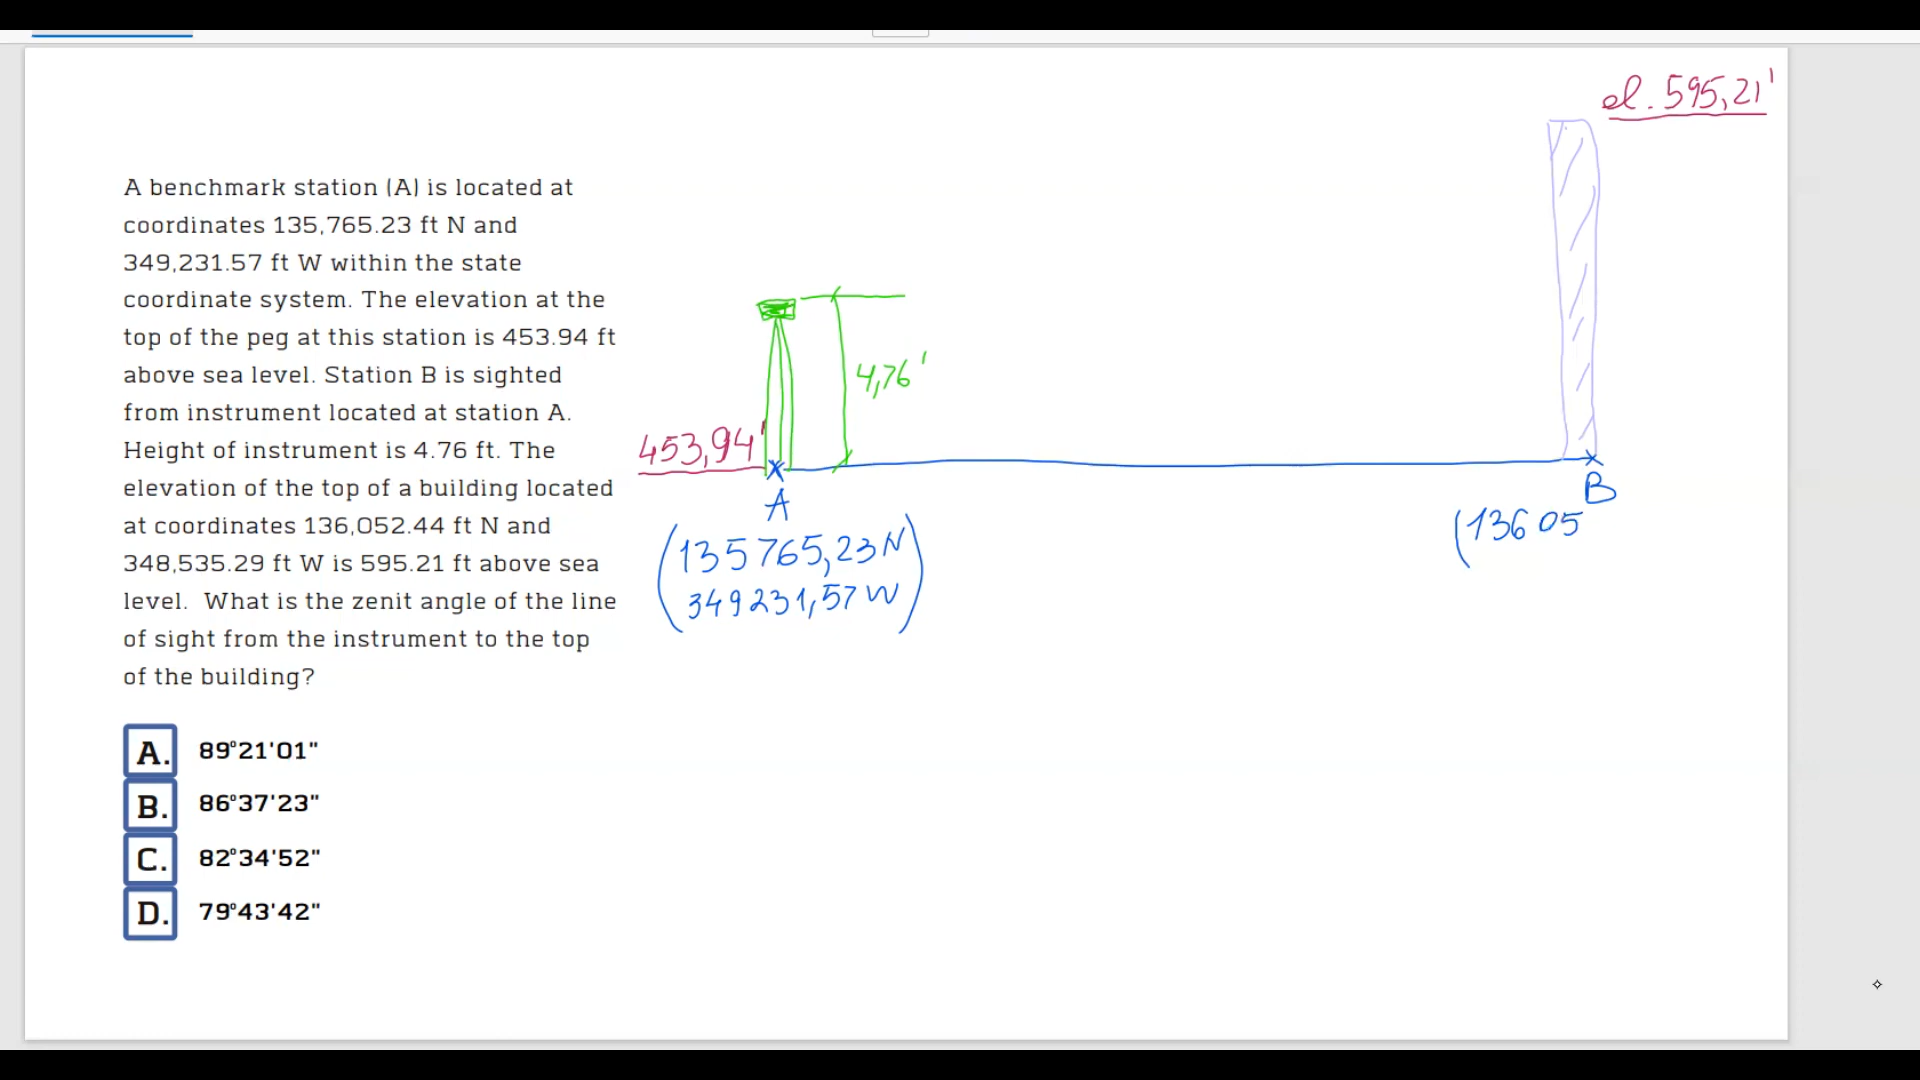 el. 595,21'
A benchmark station (A) is located at
coordinates 135,765.23 ft N and
349,231.57 ft W within the state
coordinate system. The elevation at the
top of the peg at this station is 453.94 ft
above sea level. Station B is sighted
from instrument located at station A.
Height of instrument is 4.76 ft. The
elevation of the top of a building located
at coordinates 136,052.44 ft N and
348,535.29 ft W is 595.21 ft above sea
level.  What is the zenit angle of the line
of sight from the instrument to the top
of the building?
A. 89°21'01"
B. 86°37'23"
C. 82°34'52"
D. 79°43'42"
4,76'
453,94'
A
(135765,23N
349231,57W)
B
(13605